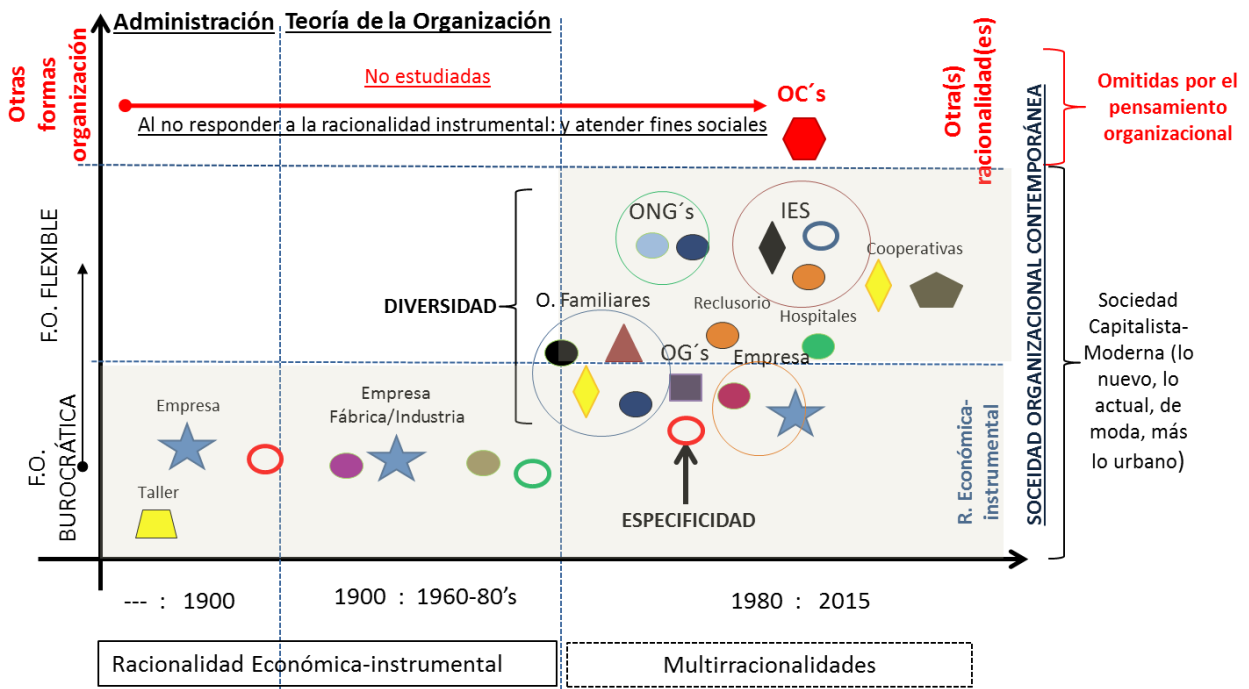 Administración
Teoría de la Organización
Otras
formas
organización
No estudiadas
OC´s
Al no responder a la racionalidad instrumental: y atender fines sociales
Otra(s)
racionalidad(es)
Omitidas por el
pensamiento
organizacional
F.O. FLEXIBLE
ONG´s
IES
Cooperativas
DIVERSIDAD
O. Familiares
Reclusorio
Hospitales
OG´s
Empresa
SOCEIDAD ORGANIZACIONAL CONTEMPORÁNEA
Sociedad
Capitalista-
Moderna (lo
nuevo, lo
actual, de
moda, más
lo urbano)
F.O.
BUROCRÁTICA
Empresa
Empresa
Fábrica/Industria
Taller
ESPECIFICIDAD
R. Económica-
instrumental
--- : 1900
1900 : 1960-80’s
1980 : 2015
Racionalidad Económica-instrumental
Multirracionalidades